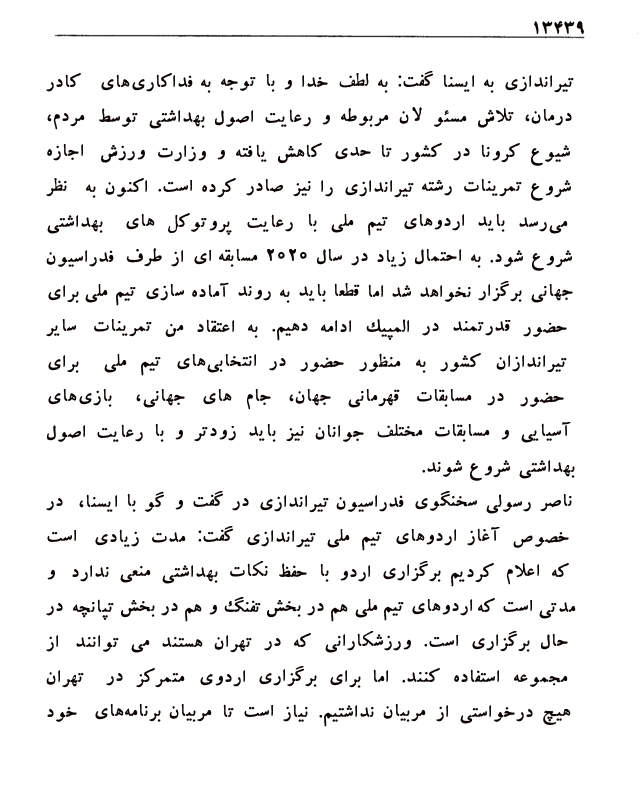 ۱۳۴۳۹
تیراندازی به ایسنا گفت: به لطف خدا و با توجه به فداکاری‌های کادر
درمان، تلاش مسئو لان مربوطه و رعایت اصول بهداشتی توسط مردم،
شیوع کرونا در کشور تا حدی کاهش یافته و وزارت ورزش اجازه
شروع تمرینات رشته تیراندازی را نیز صادر کرده است. اکنون به نظر
می‌رسد باید اردوهای تیم ملی با رعایت پروتوکل های بهداشتی
شروع شود. به احتمال زیاد در سال ۲۰۲۰ مسابقه ای از طرف فدراسیون
جهانی برگزار نخواهد شد اما قطعا باید به روند آماده سازی تیم ملی برای
حضور قدرتمند در المپیک ادامه دهیم. به اعتقاد من تمرینات سایر
تیراندازان کشور به منظور حضور در انتخابی‌های تیم ملی برای
حضور در مسابقات قهرمانی جهان، جام های جهانی، بازی‌های
آسیایی و مسابقات مختلف جوانان نیز باید زودتر و با رعایت اصول
بهداشتی شروع شوند.
ناصر رسولی سخنگوی فدراسیون تیراندازی در گفت و گو با ایسنا، در
خصوص آغاز اردوهای تیم ملی تیراندازی گفت: مدت زیادی است
که اعلام کردیم برگزاری اردو با حفظ نکات بهداشتی منعی ندارد و
مدتی است که اردوهای تیم ملی هم در بخش تفنگ و هم در بخش تپانچه در
حال برگزاری است. ورزشکارانی که در تهران هستند می توانند از
مجموعه استفاده کنند. اما برای برگزاری اردوی متمرکز در تهران
هیچ درخواستی از مربیان نداشتیم. نیاز است تا مربیان برنامه‌های خود